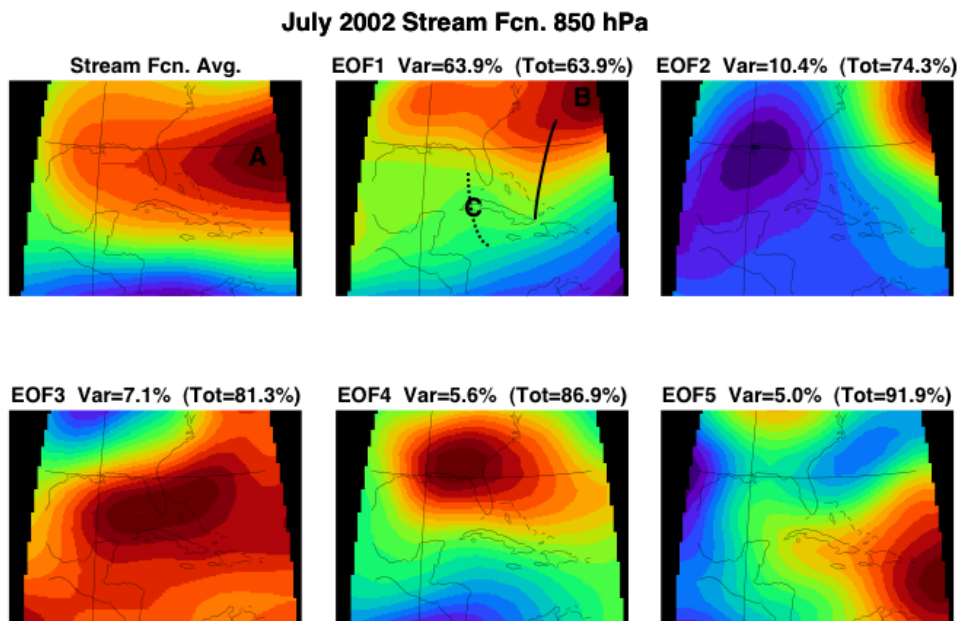 July 2002 Stream Fcn. 850 hPa
Stream Fcn. Avg.
EOF1 Var=63.9% (Tot=63.9%)
EOF2 Var=10.4% (Tot=74.3%)
A
B
C
EOF3 Var=7.1% (Tot=81.3%)
EOF4 Var=5.6% (Tot=86.9%)
EOF5 Var=5.0% (Tot=91.9%)